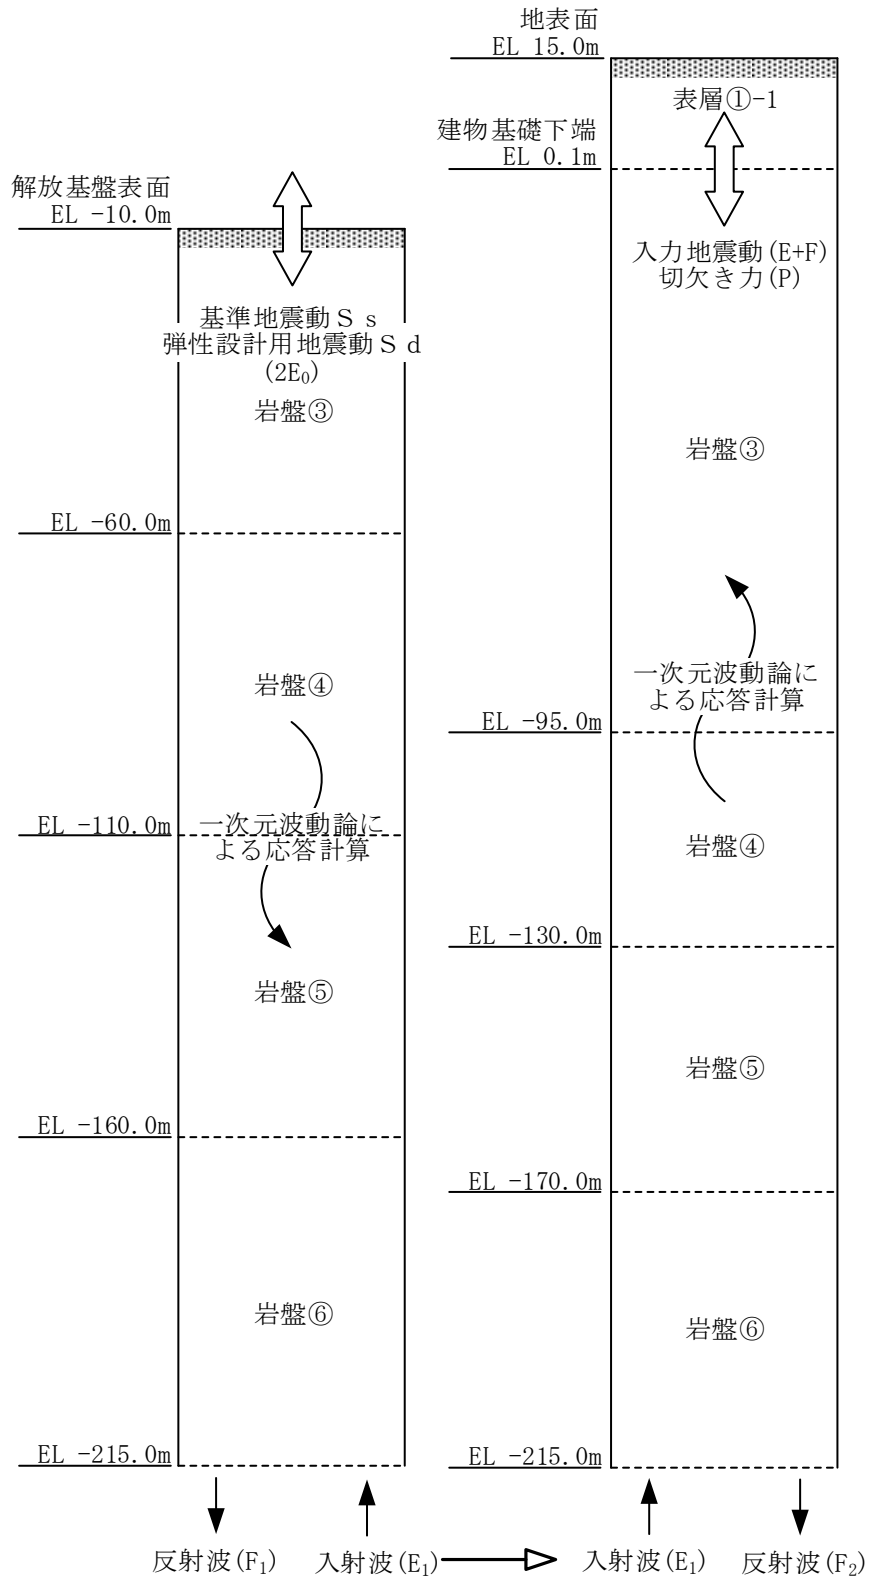 解放基盤表面
EL -10.0m
基準地震動Ｓｓ
弾性設計用地震動Ｓｄ
(2E₀)
岩盤③
EL -60.0m
岩盤④
EL -110.0m
一次元波動論に
よる応答計算
岩盤⑤
EL -160.0m
岩盤⑥
EL -215.0m
反射波(F₁)
入射波(E₁)
地表面
EL 15.0m
表層①-1
建物基礎下端
EL 0.1m
入力地震動(E+F)
切欠き力(P)
岩盤③
一次元波動論に
よる応答計算
EL -95.0m
岩盤④
EL -130.0m
岩盤⑤
EL -170.0m
岩盤⑥
EL -215.0m
入射波(E₁)
反射波(F₂)